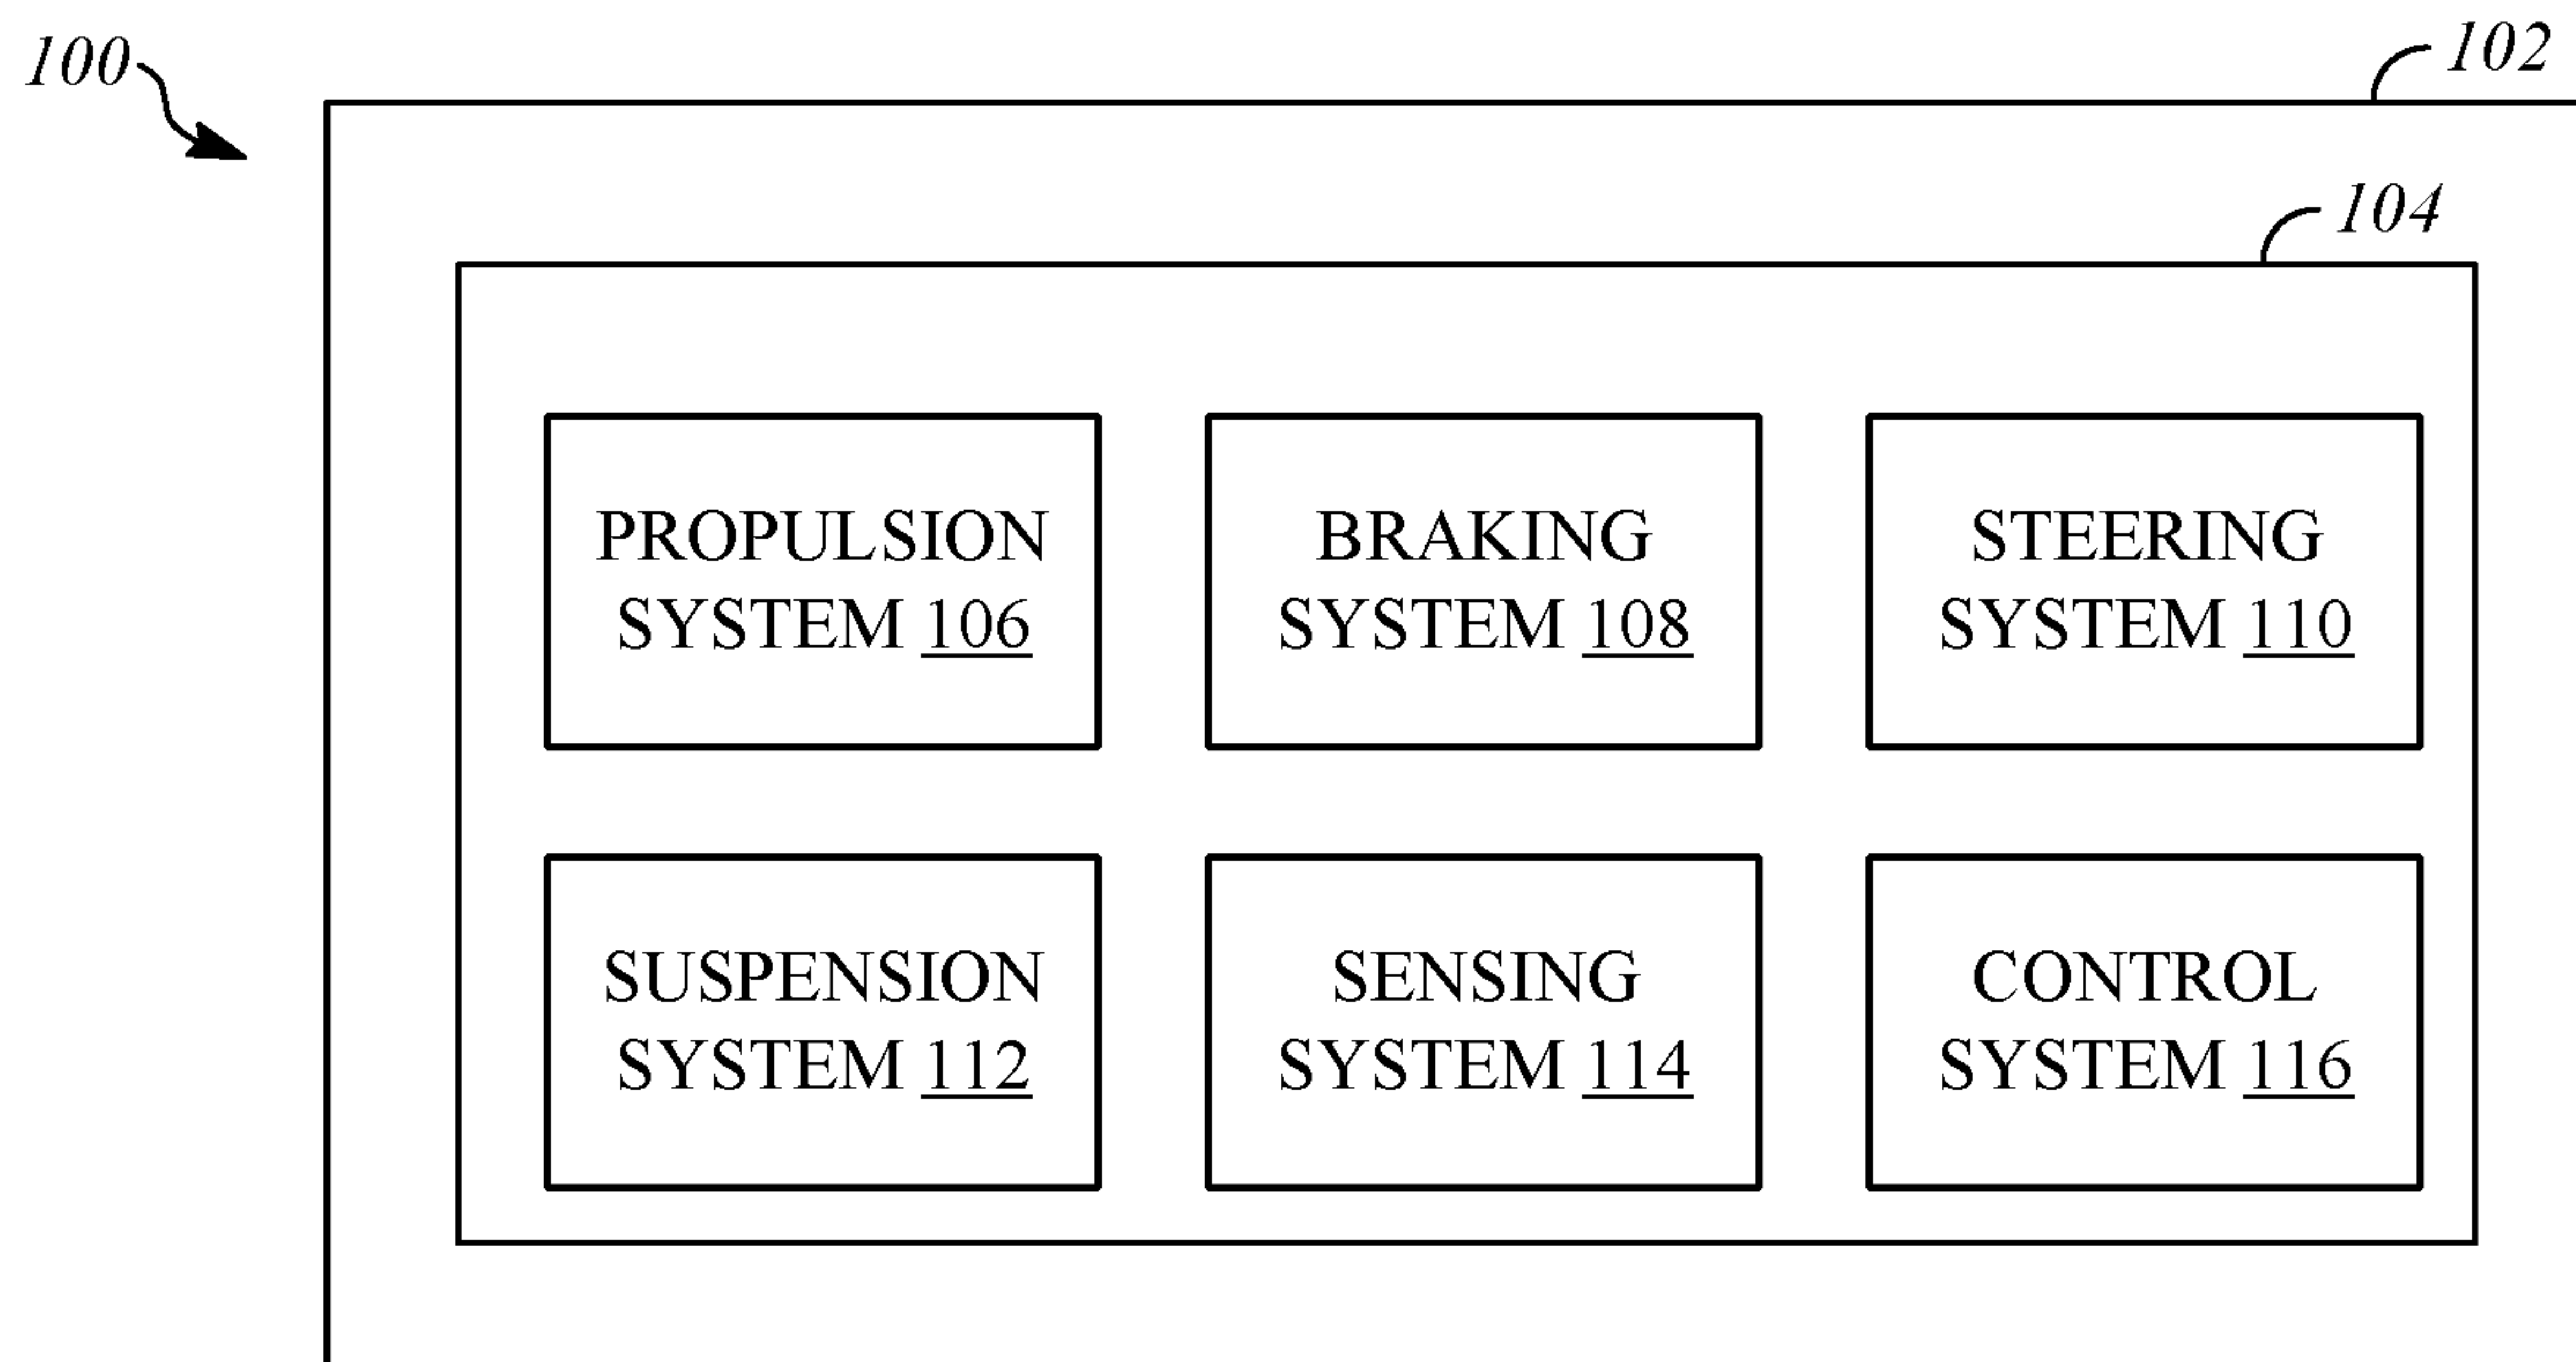 100
102
104
PROPULSION
SYSTEM 106
BRAKING
SYSTEM 108
STEERING
SYSTEM 110
SUSPENSION
SYSTEM 112
SENSING
SYSTEM 114
CONTROL
SYSTEM 116